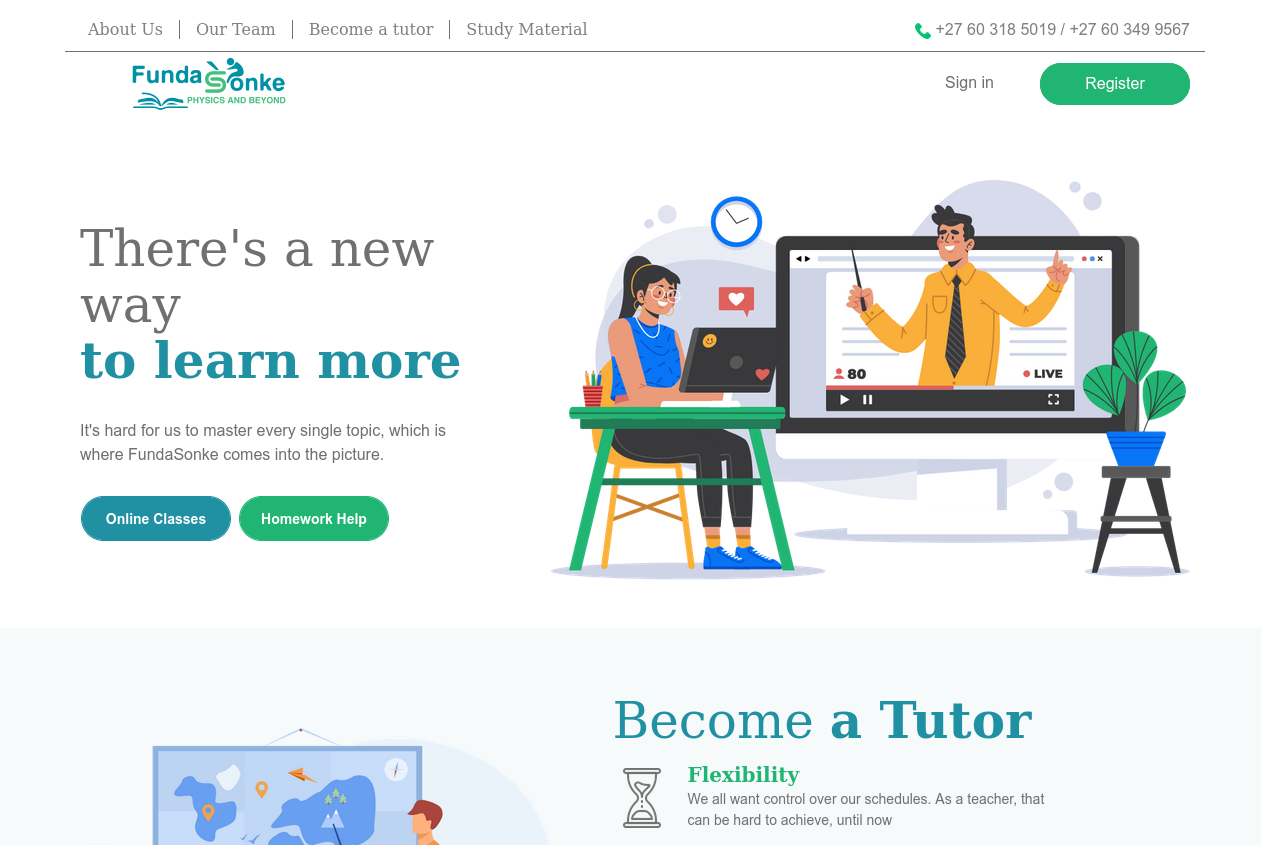 About Us
Our Team
Become a tutor
Study Material
+27 60 318 5019 / +27 60 349 9567
Funda Sonke
PHYSICS AND BEYOND
Sign in
Register
There's a new
way
to learn more
It's hard for us to master every single topic, which is
where FundaSonke comes into the picture.
Online Classes
Homework Help
80
LIVE
Become a Tutor
Flexibility
We all want control over our schedules. As a teacher, that
can be hard to achieve, until now